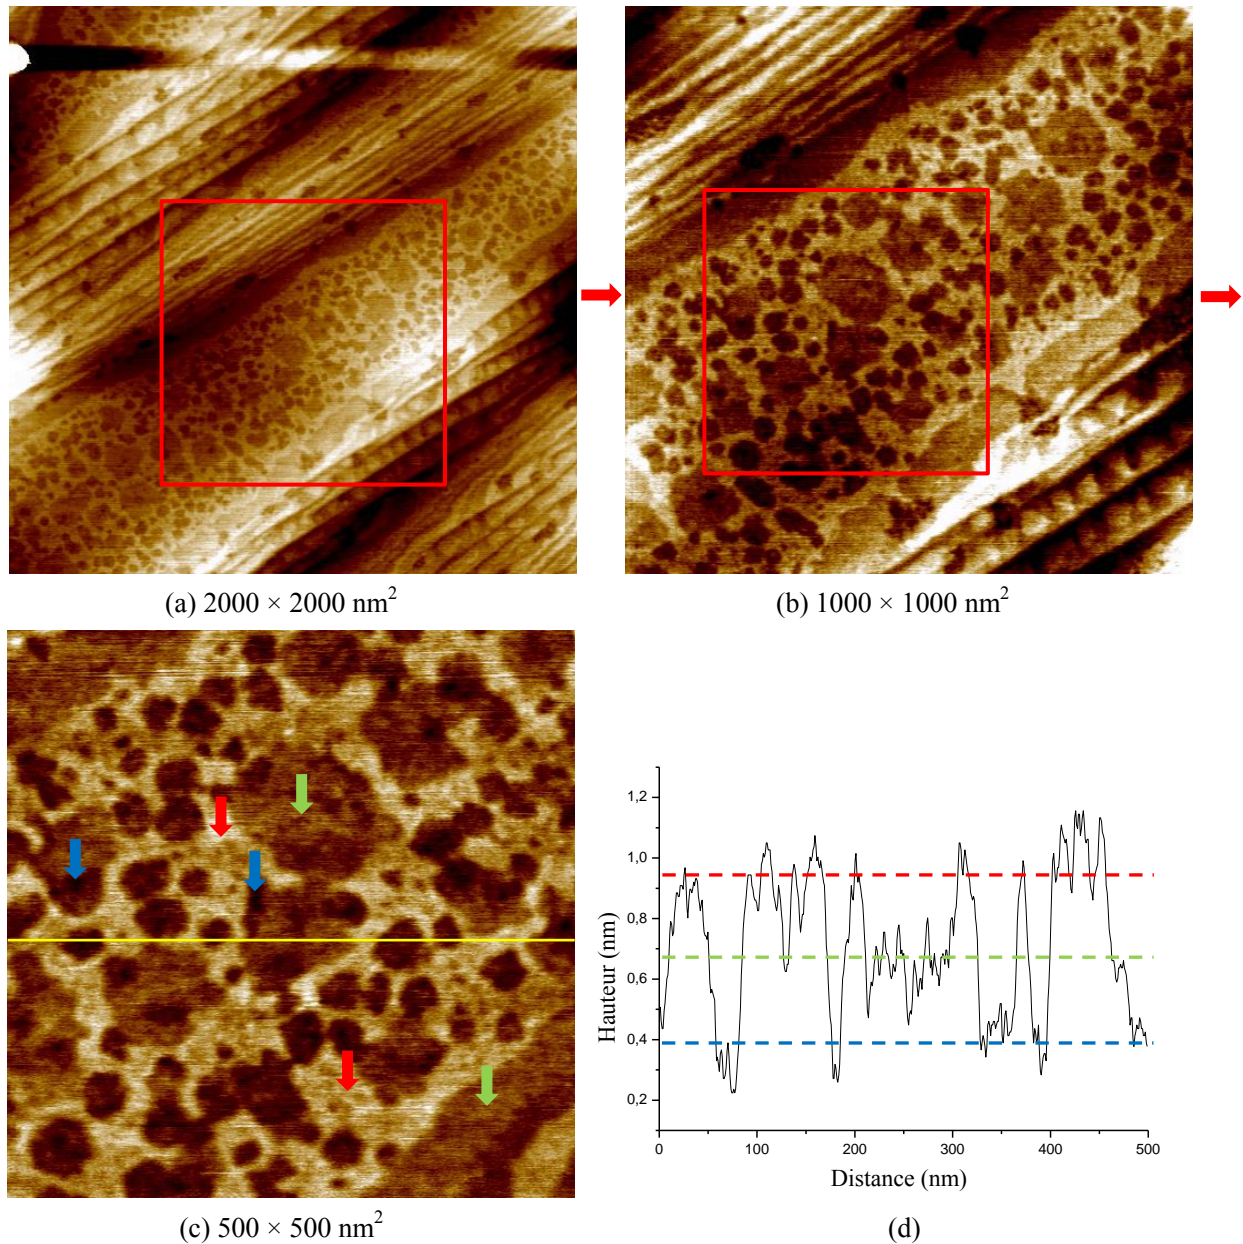 (a) 2000 × 2000 nm²
(b) 1000 × 1000 nm²
(c) 500 × 500 nm²
Hauteur (nm)
1,2
1,0
0,8
0,6
0,4
0,2
0 100 200 300 400 500
Distance (nm)
(d)